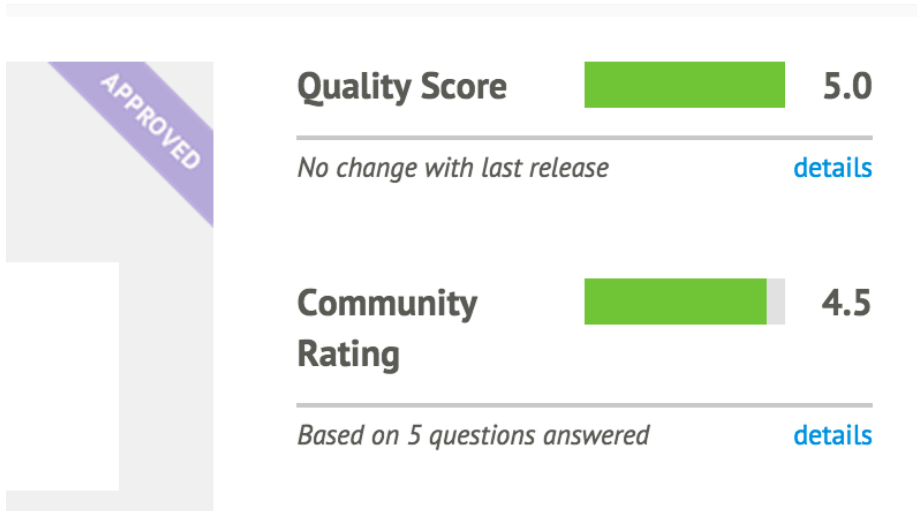 APPROVED
Quality Score 5.0
No change with last release details
Community
Rating 4.5
Based on 5 questions answered details